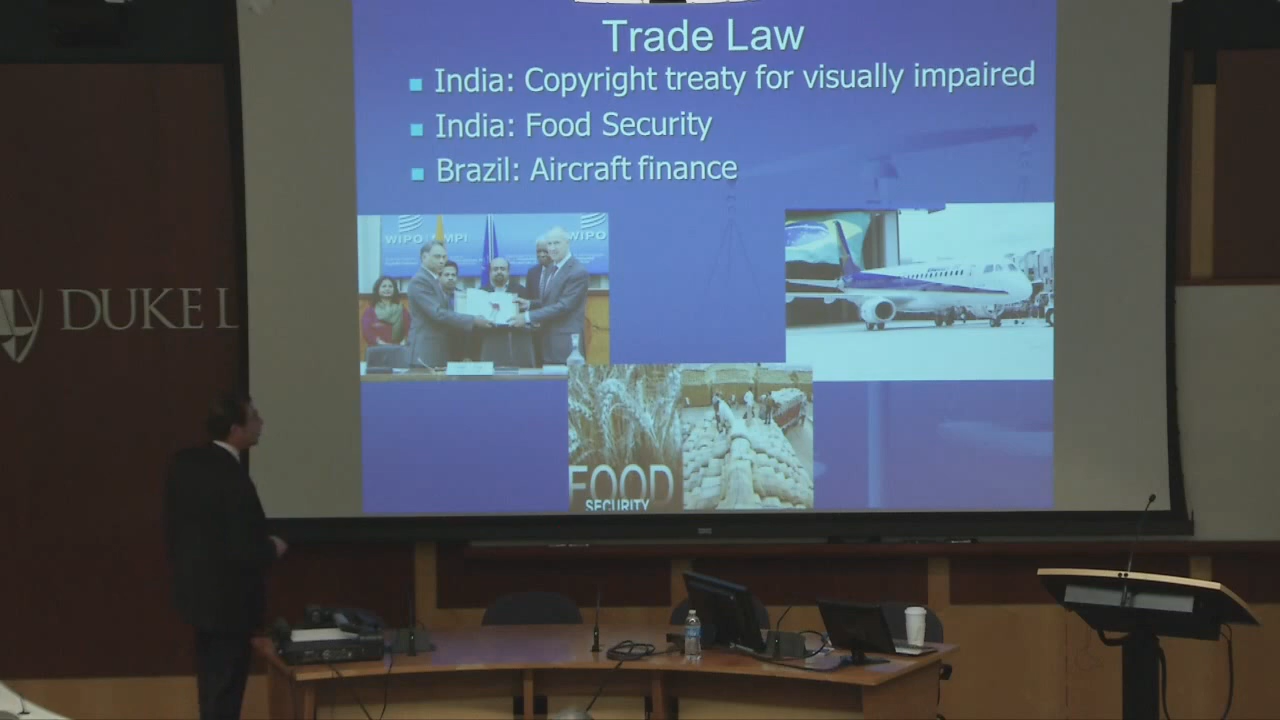 Trade Law
India: Copyright treaty for visually impaired
India: Food Security
Brazil: Aircraft finance
WIPO OMPI
WIPO
DUKE L
FOOD
SECURITY